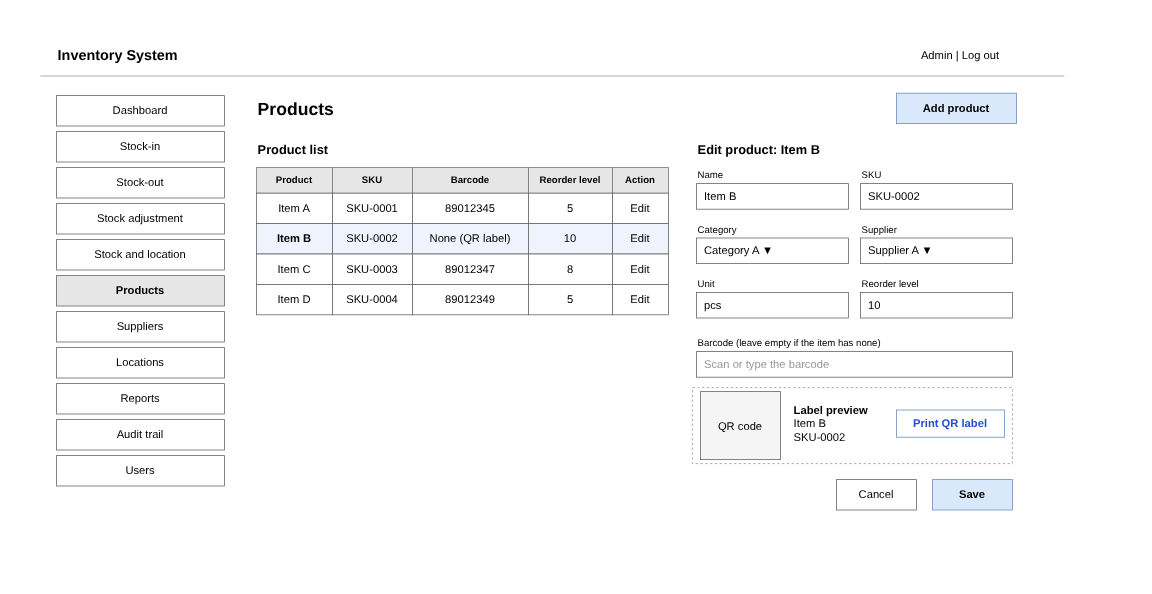 Inventory System
Admin | Log out
Dashboard
Stock-in
Stock-out
Stock adjustment
Stock and location
Products
Suppliers
Locations
Reports
Audit trail
Users
Products
Add product
Product list
Product SKU Barcode Reorder level Action
Item A SKU-0001 89012345 5 Edit
Item B SKU-0002 None (QR label) 10 Edit
Item C SKU-0003 89012347 8 Edit
Item D SKU-0004 89012349 5 Edit
Edit product: Item B
Name SKU
Item B SKU-0002
Category Supplier
Category A ▼ Supplier A ▼
Unit Reorder level
pcs 10
Barcode (leave empty if the item has none)
Scan or type the barcode
QR code
Label preview
Item B
SKU-0002
Print QR label
Cancel Save